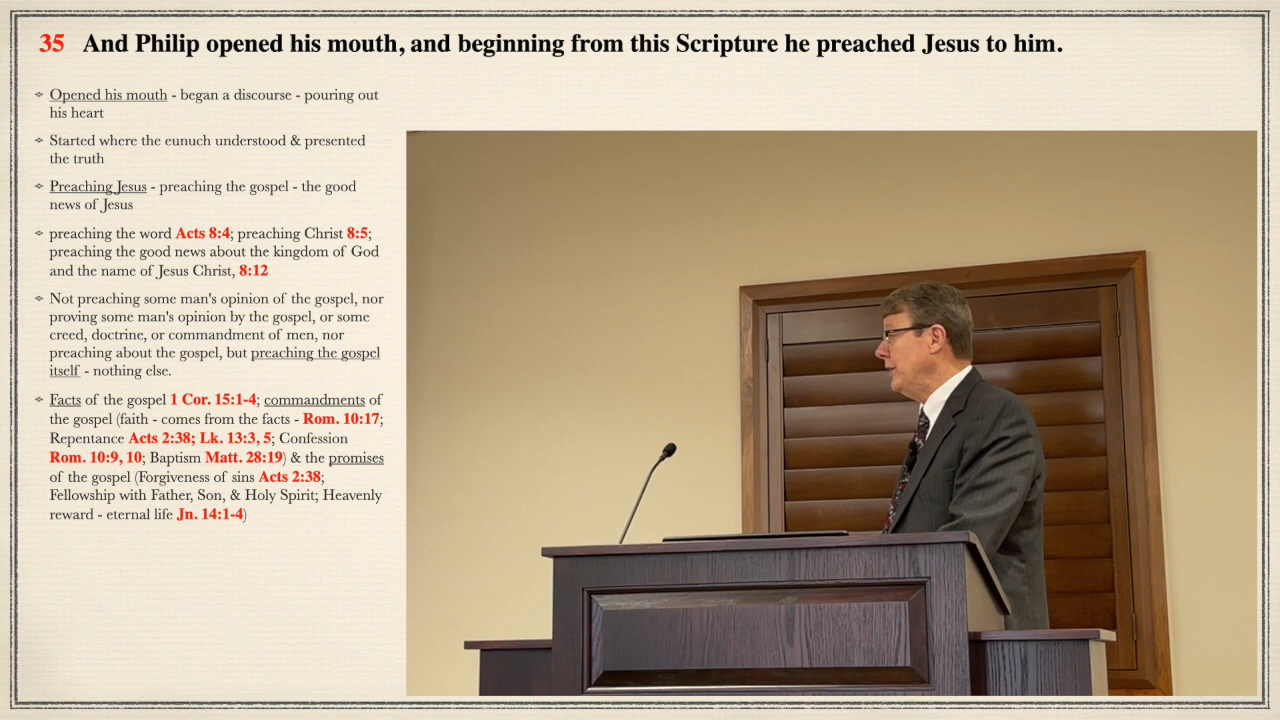 35 And Philip opened his mouth, and beginning from this Scripture he preached Jesus to him.
Opened his mouth - began a discourse - pouring out
his heart
Started where the eunuch understood & presented
the truth
Preaching Jesus - preaching the gospel - the good
news of Jesus
preaching the word Acts 8:4; preaching Christ 8:5;
preaching the good news about the kingdom of God
and the name of Jesus Christ, 8:12
Not preaching some man's opinion of the gospel, nor
proving some man's opinion by the gospel, or some
creed, doctrine, or commandment of men, nor
preaching about the gospel, but preaching the gospel
itself - nothing else.
Facts of the gospel 1 Cor. 15:1-4; commandments of
the gospel (faith - comes from the facts - Rom. 10:17;
Repentance Acts 2:38; Lk. 13:3, 5; Confession
Rom. 10:9, 10; Baptism Matt. 28:19) & the promises
of the gospel (Forgiveness of sins Acts 2:38;
Fellowship with Father, Son, & Holy Spirit; Heavenly
reward - eternal life Jn. 14:1-4)